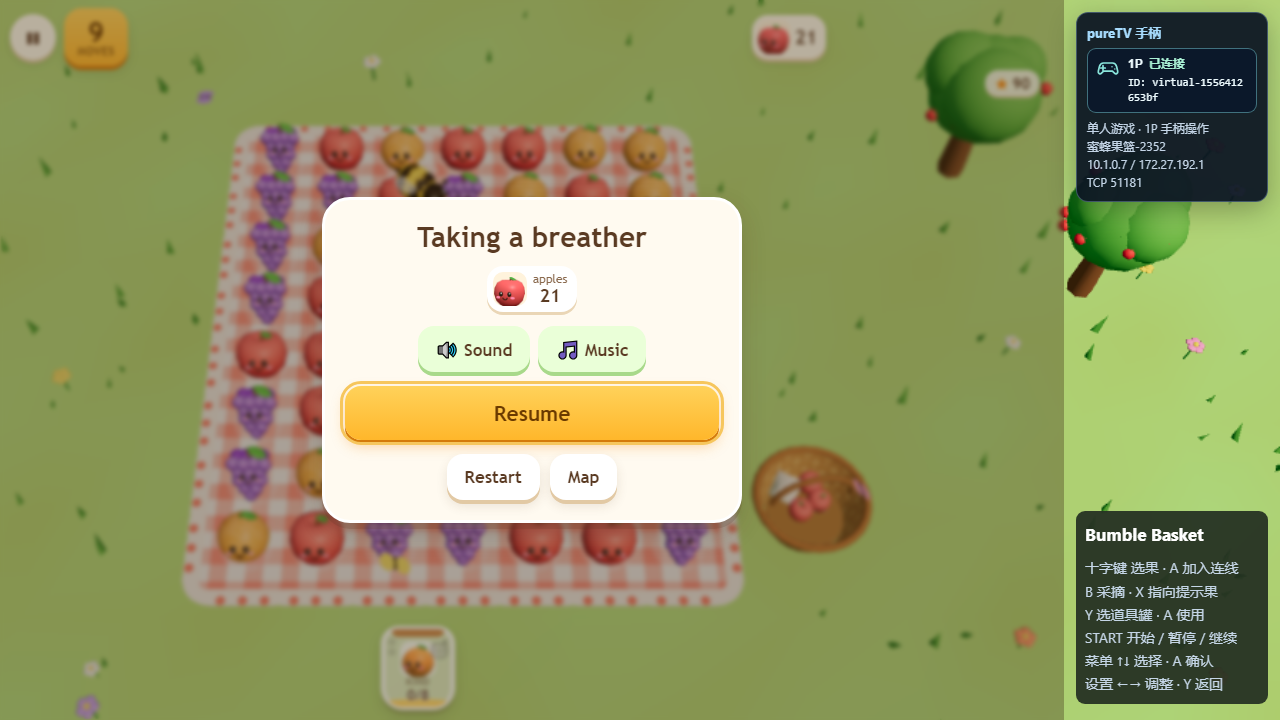 9
moves
21
90
Taking a breather
apples
21
Sound
Music
Resume
Restart
Map
0/8
pureTV 手柄
1P 已连接
ID: virtual-1556412
653bf
单人游戏 · 1P 手柄操作
蜜蜂果篮-2352
10.1.0.7 / 172.27.192.1
TCP 51181
Bumble Basket
十字键 选果 · A 加入连线
B 采摘 · X 指向提示果
Y 选道具罐 · A 使用
START 开始 / 暂停 / 继续
菜单 ↑↓ 选择 · A 确认
设置 ←→ 调整 · Y 返回